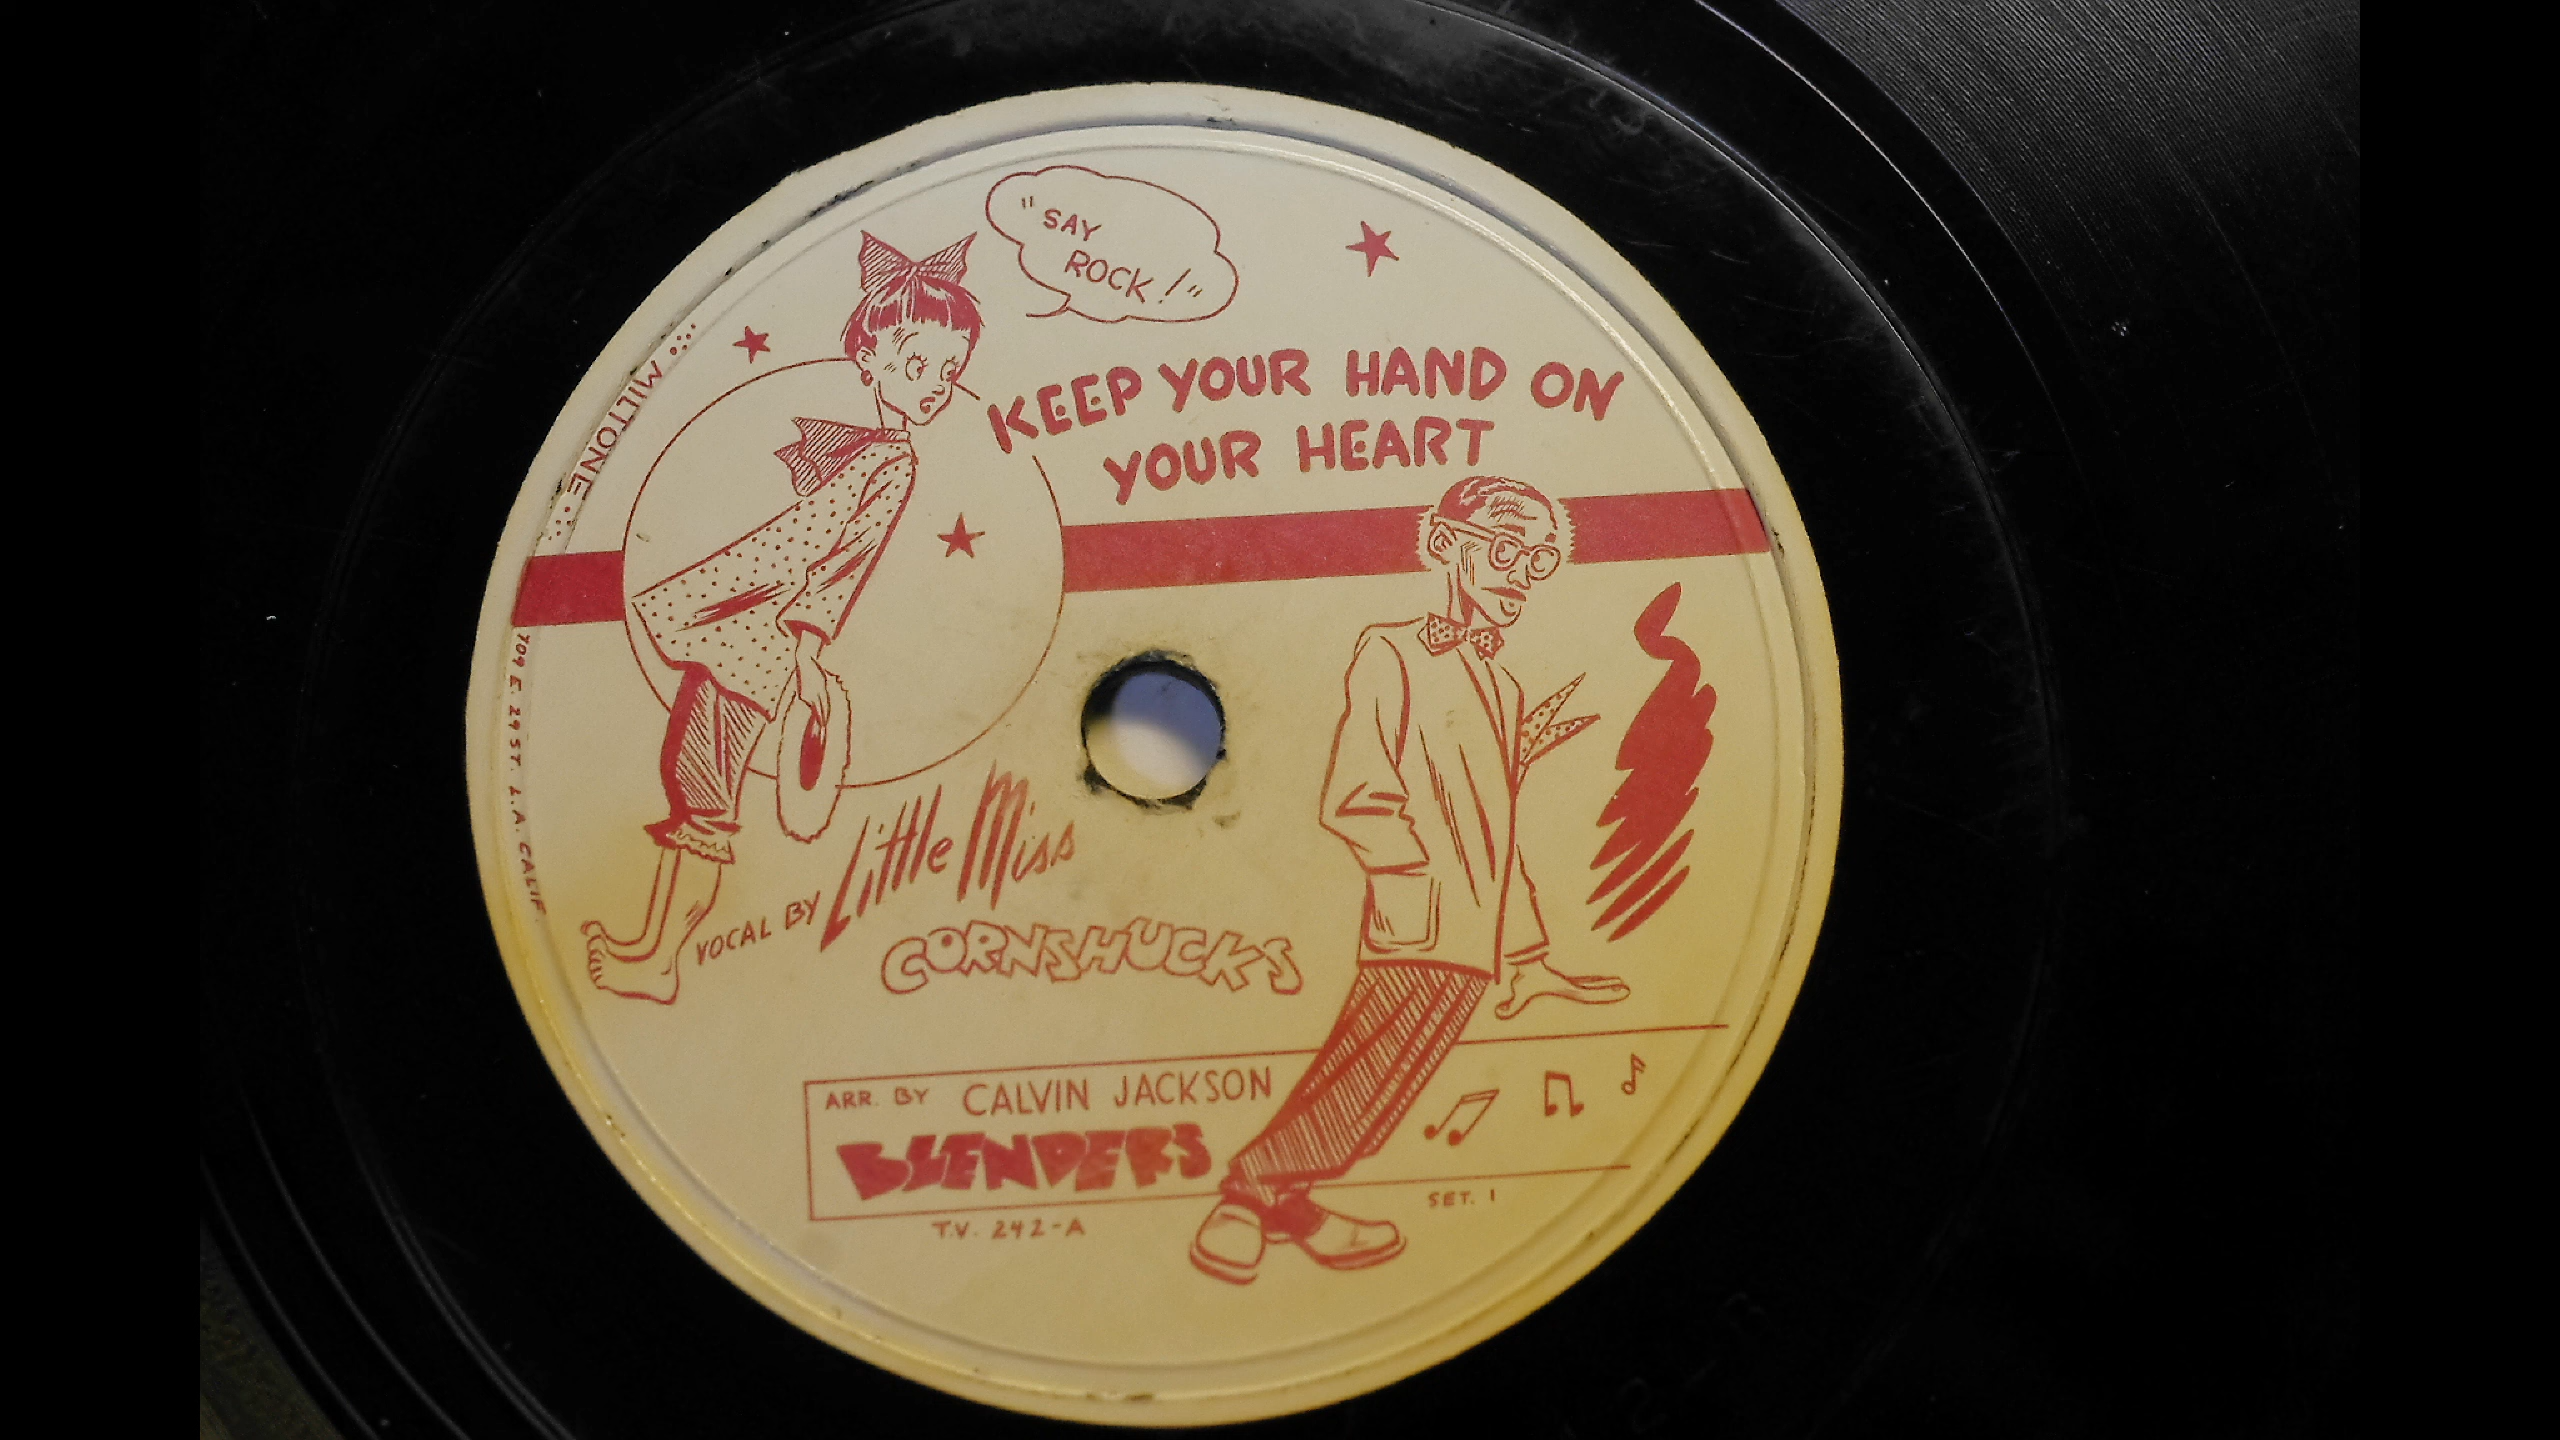 "SAY
ROCK!"
MILTONE
KEEP YOUR HAND ON
YOUR HEART
709 E. 29 ST. L.A. CALIF.
VOCAL BY Little Miss
CORNSHUCKS
ARR. BY CALVIN JACKSON
BLENDERS
T.V. 242-A
SET. 1